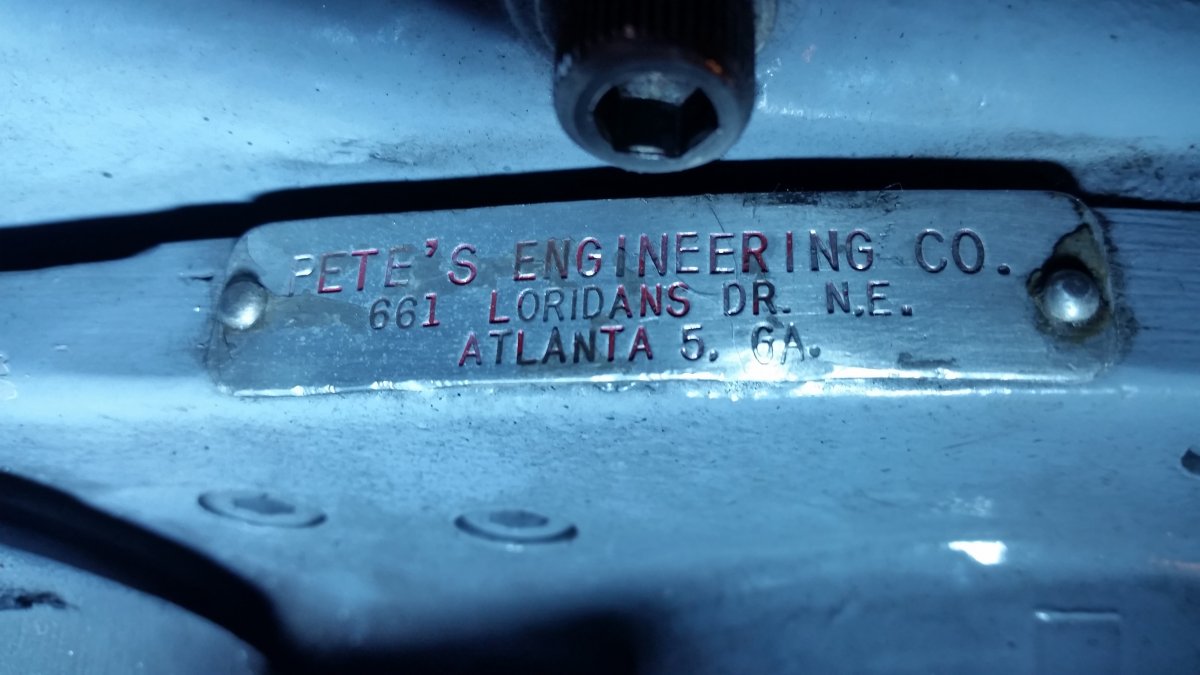 PETE'S ENGINEERING CO.
661 LORIDANS DR. N.E.
ATLANTA 5. GA.